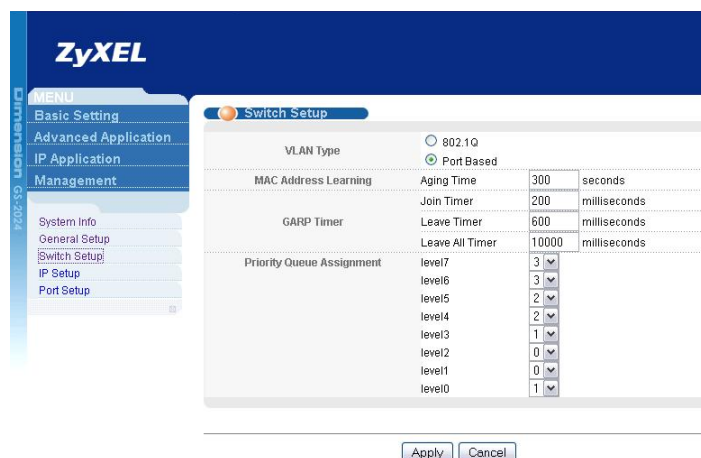 ZyXEL
Dimension GS-2024
MENU
Basic Setting
Advanced Application
IP Application
Management
System Info
General Setup
Switch Setup
IP Setup
Port Setup
Switch Setup
VLAN Type
802.1Q
Port Based
MAC Address Learning Aging Time 300 seconds
GARP Timer
Join Timer 200 milliseconds
Leave Timer 600 milliseconds
Leave All Timer 10000 milliseconds
Priority Queue Assignment
level7 3
level6 3
level5 2
level4 2
level3 1
level2 0
level1 0
level0 1
Apply Cancel